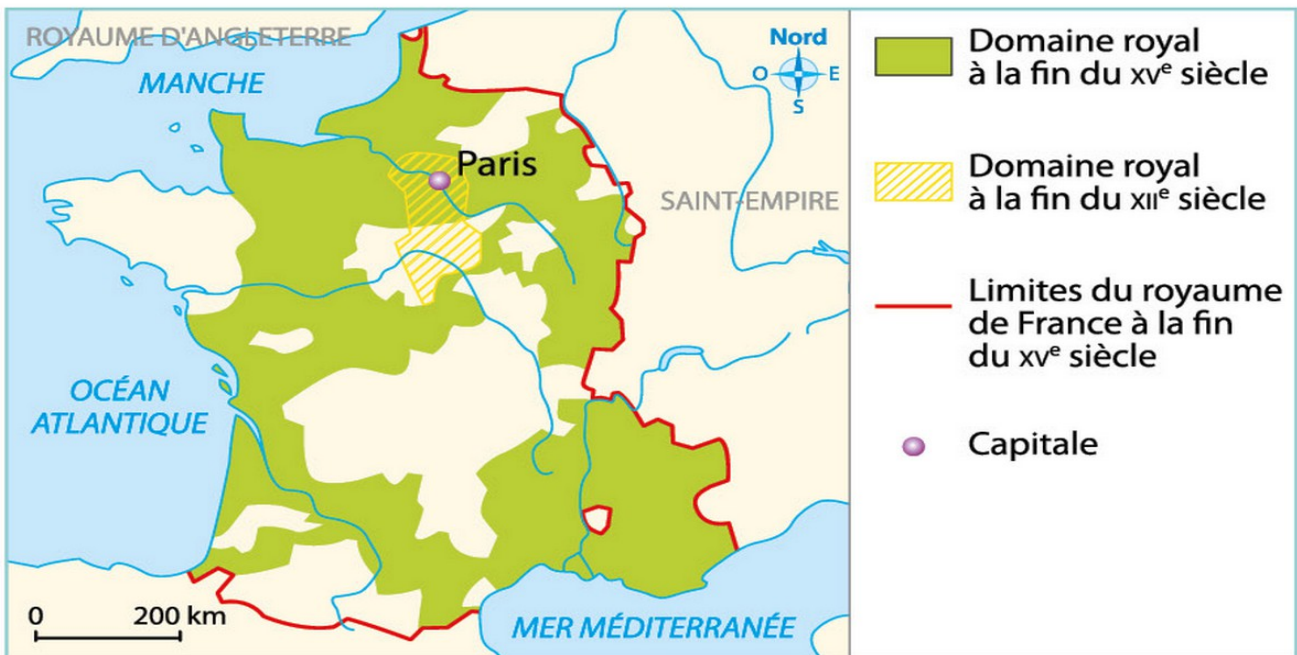 ROYAUME D'ANGLETERRE
MANCHE
Nord
O
E
S
Paris
SAINT-EMPIRE
OCÉAN
ATLANTIQUE
0
200 km
MER MÉDITERRANÉE
Domaine royal
à la fin du XVe siècle
Domaine royal
à la fin du XIIe siècle
Limites du royaume
de France à la fin
du XVe siècle
Capitale